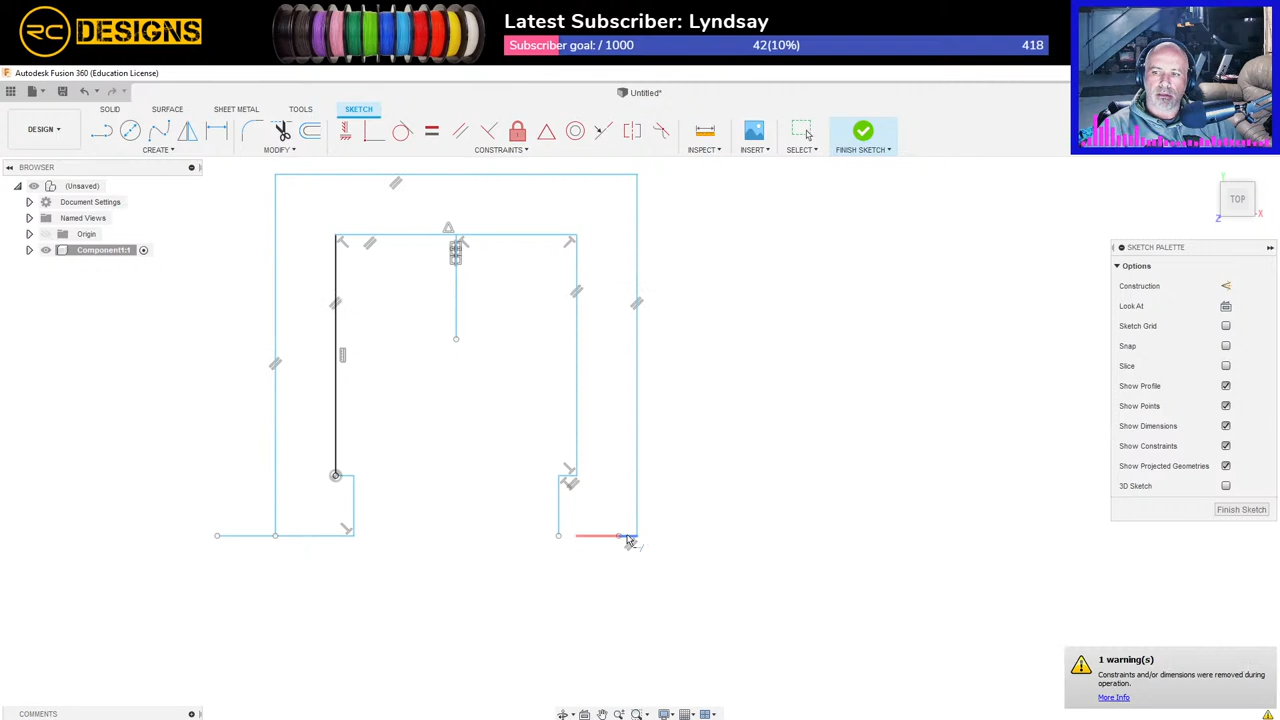 RC DESIGNS
Latest Subscriber: Lyndsay
Subscriber goal: / 1000 42(10%) 418
Autodesk Fusion 360 (Education License)
Untitled*
DESIGN
SOLID SURFACE SHEET METAL TOOLS SKETCH
CREATE MODIFY CONSTRAINTS INSPECT INSERT SELECT FINISH SKETCH
BROWSER
(Unsaved)
Document Settings
Named Views
Origin
Component1:1
TOP
Y
X
Z
SKETCH PALETTE
Options
Construction
Look At
Sketch Grid
Snap
Slice
Show Profile
Show Points
Show Dimensions
Show Constraints
Show Projected Geometries
3D Sketch
Finish Sketch
1 warning(s)
Constraints and/or dimensions were removed during
operation.
More Info
COMMENTS